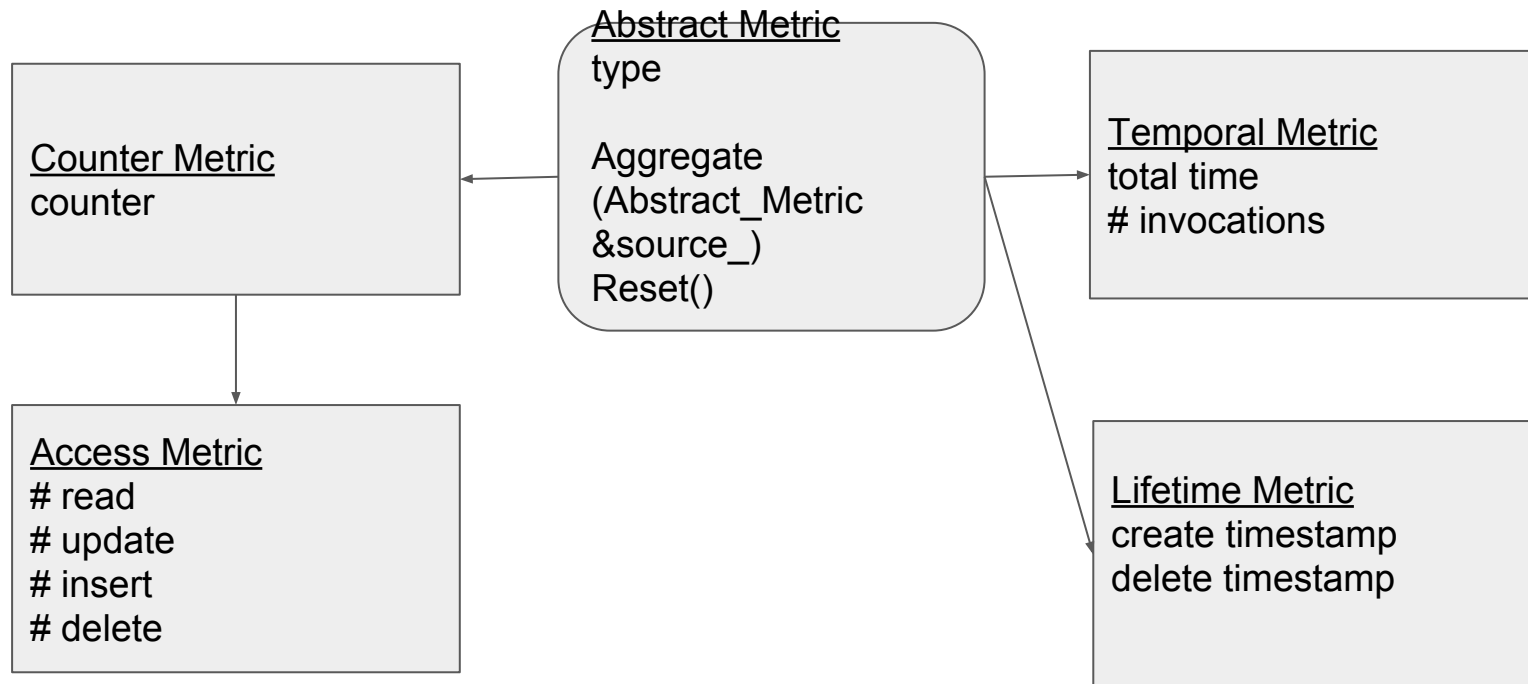 Abstract Metric
type
Aggregate
(Abstract_Metric
&source_)
Reset()
Counter Metric
counter
Temporal Metric
total time
# invocations
Access Metric
# read
# update
# insert
# delete
Lifetime Metric
create timestamp
delete timestamp